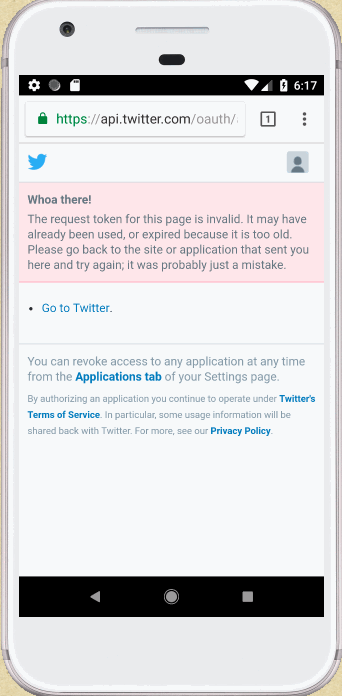 6:17
https://api.twitter.com/oauth/
1
Whoa there!
The request token for this page is invalid. It may have
already been used, or expired because it is too old.
Please go back to the site or application that sent you
here and try again; it was probably just a mistake.
• Go to Twitter.
You can revoke access to any application at any time
from the Applications tab of your Settings page.
By authorizing an application you continue to operate under Twitter's
Terms of Service. In particular, some usage information will be
shared back with Twitter. For more, see our Privacy Policy.